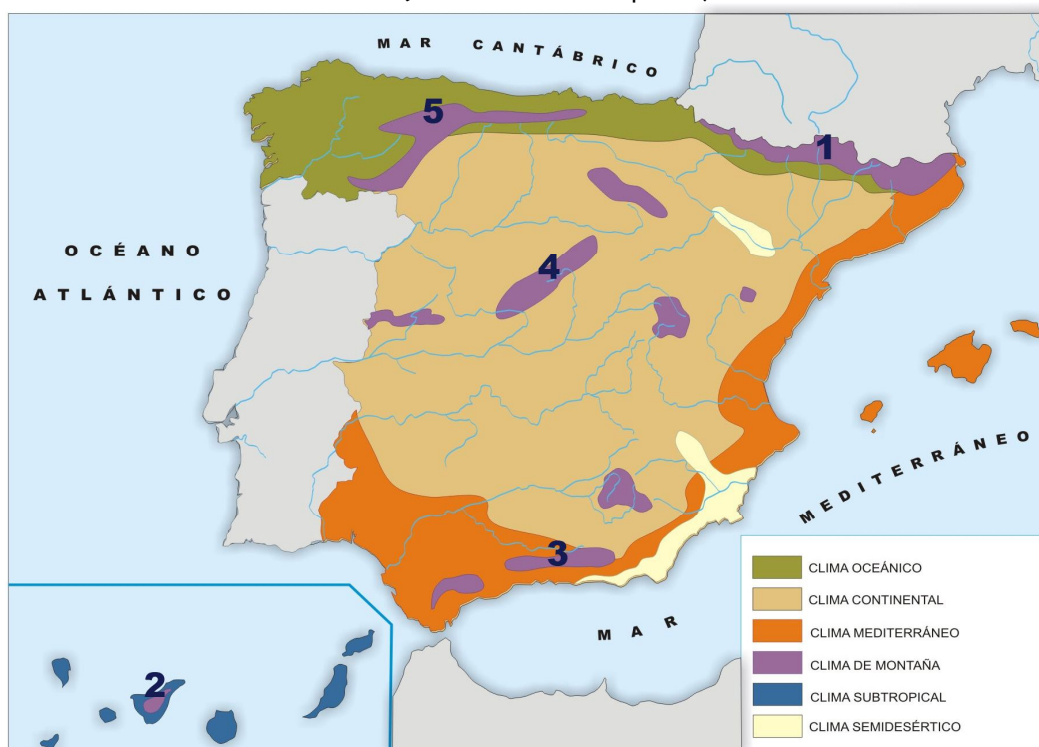 MAR CANTÁBRICO
5
1
OCÉANO
ATLÁNTICO
4
MEDITERRÁNEO
3
MAR
2
CLIMA OCEÁNICO
CLIMA CONTINENTAL
CLIMA MEDITERRÁNEO
CLIMA DE MONTAÑA
CLIMA SUBTROPICAL
CLIMA SEMIDESÉRTICO